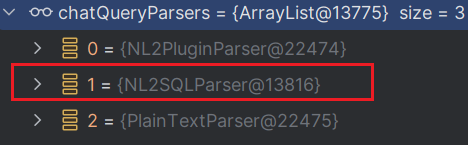 chatQueryParsers = {ArrayList@13775} size = 3
0 = {NL2PluginParser@22474}
1 = {NL2SQLParser@13816}
2 = {PlainTextParser@22475}